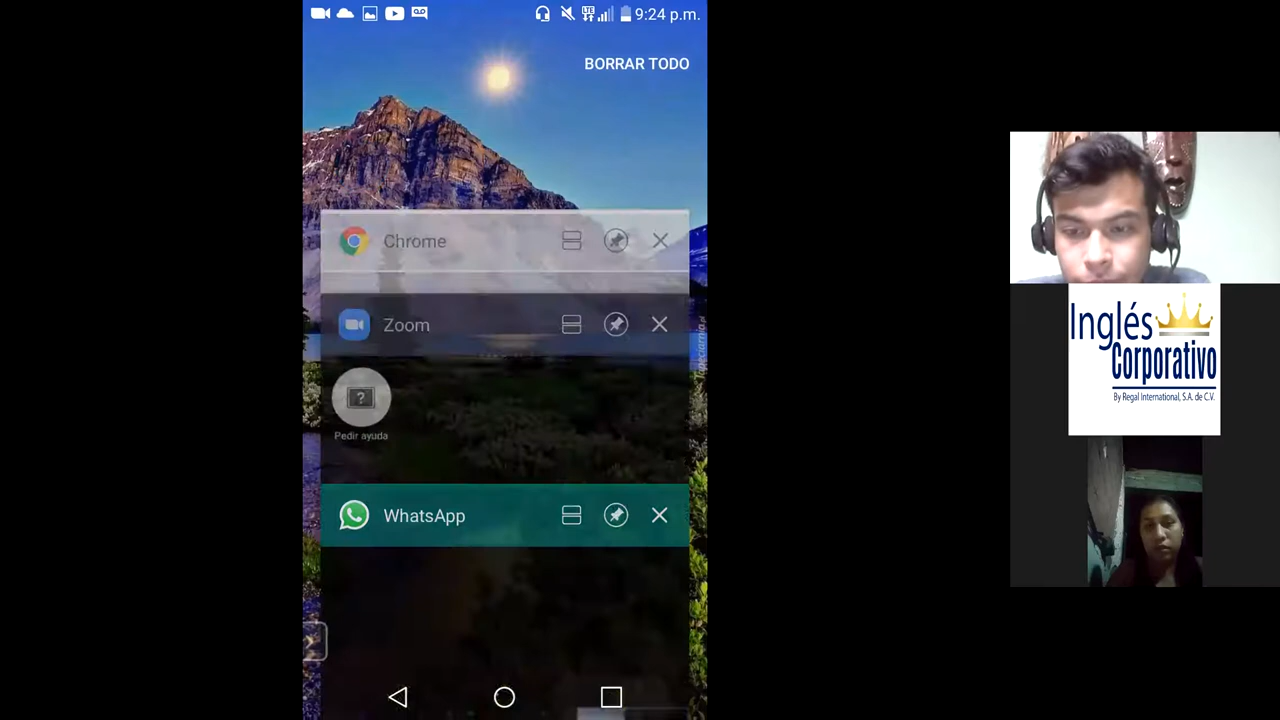 9:24 p.m.
BORRAR TODO
Chrome
Zoom
?
Pedir ayuda
WhatsApp
Inglés
Corporativo
By Regal International, S.A. de C.V.